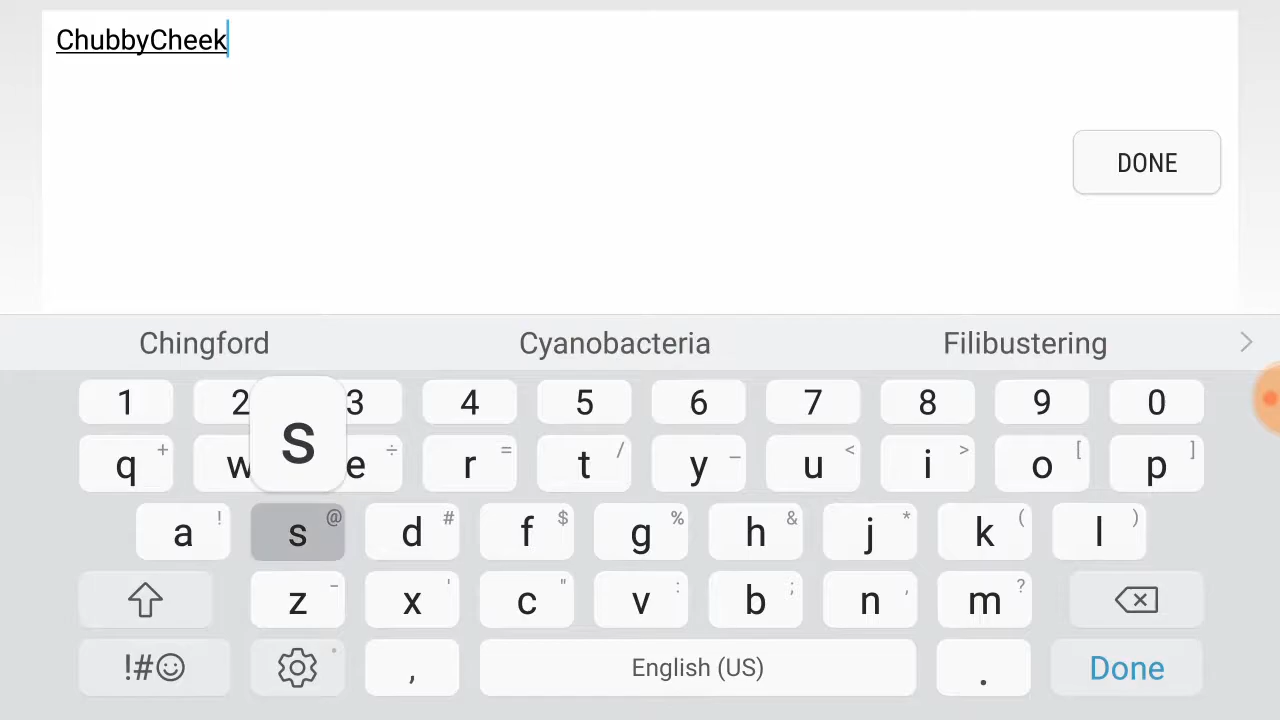 ChubbyCheek
DONE
Chingford Cyanobacteria Filibustering >
1 2 3 4 5 6 7 8 9 0
s
q + w e ÷ r = t / y _ u < i > o [ p ]
a ! s @ d # f $ g % h & j * k ( l )
z - x ' c " v : b ; n , m ?
!#☺ , English (US) . Done